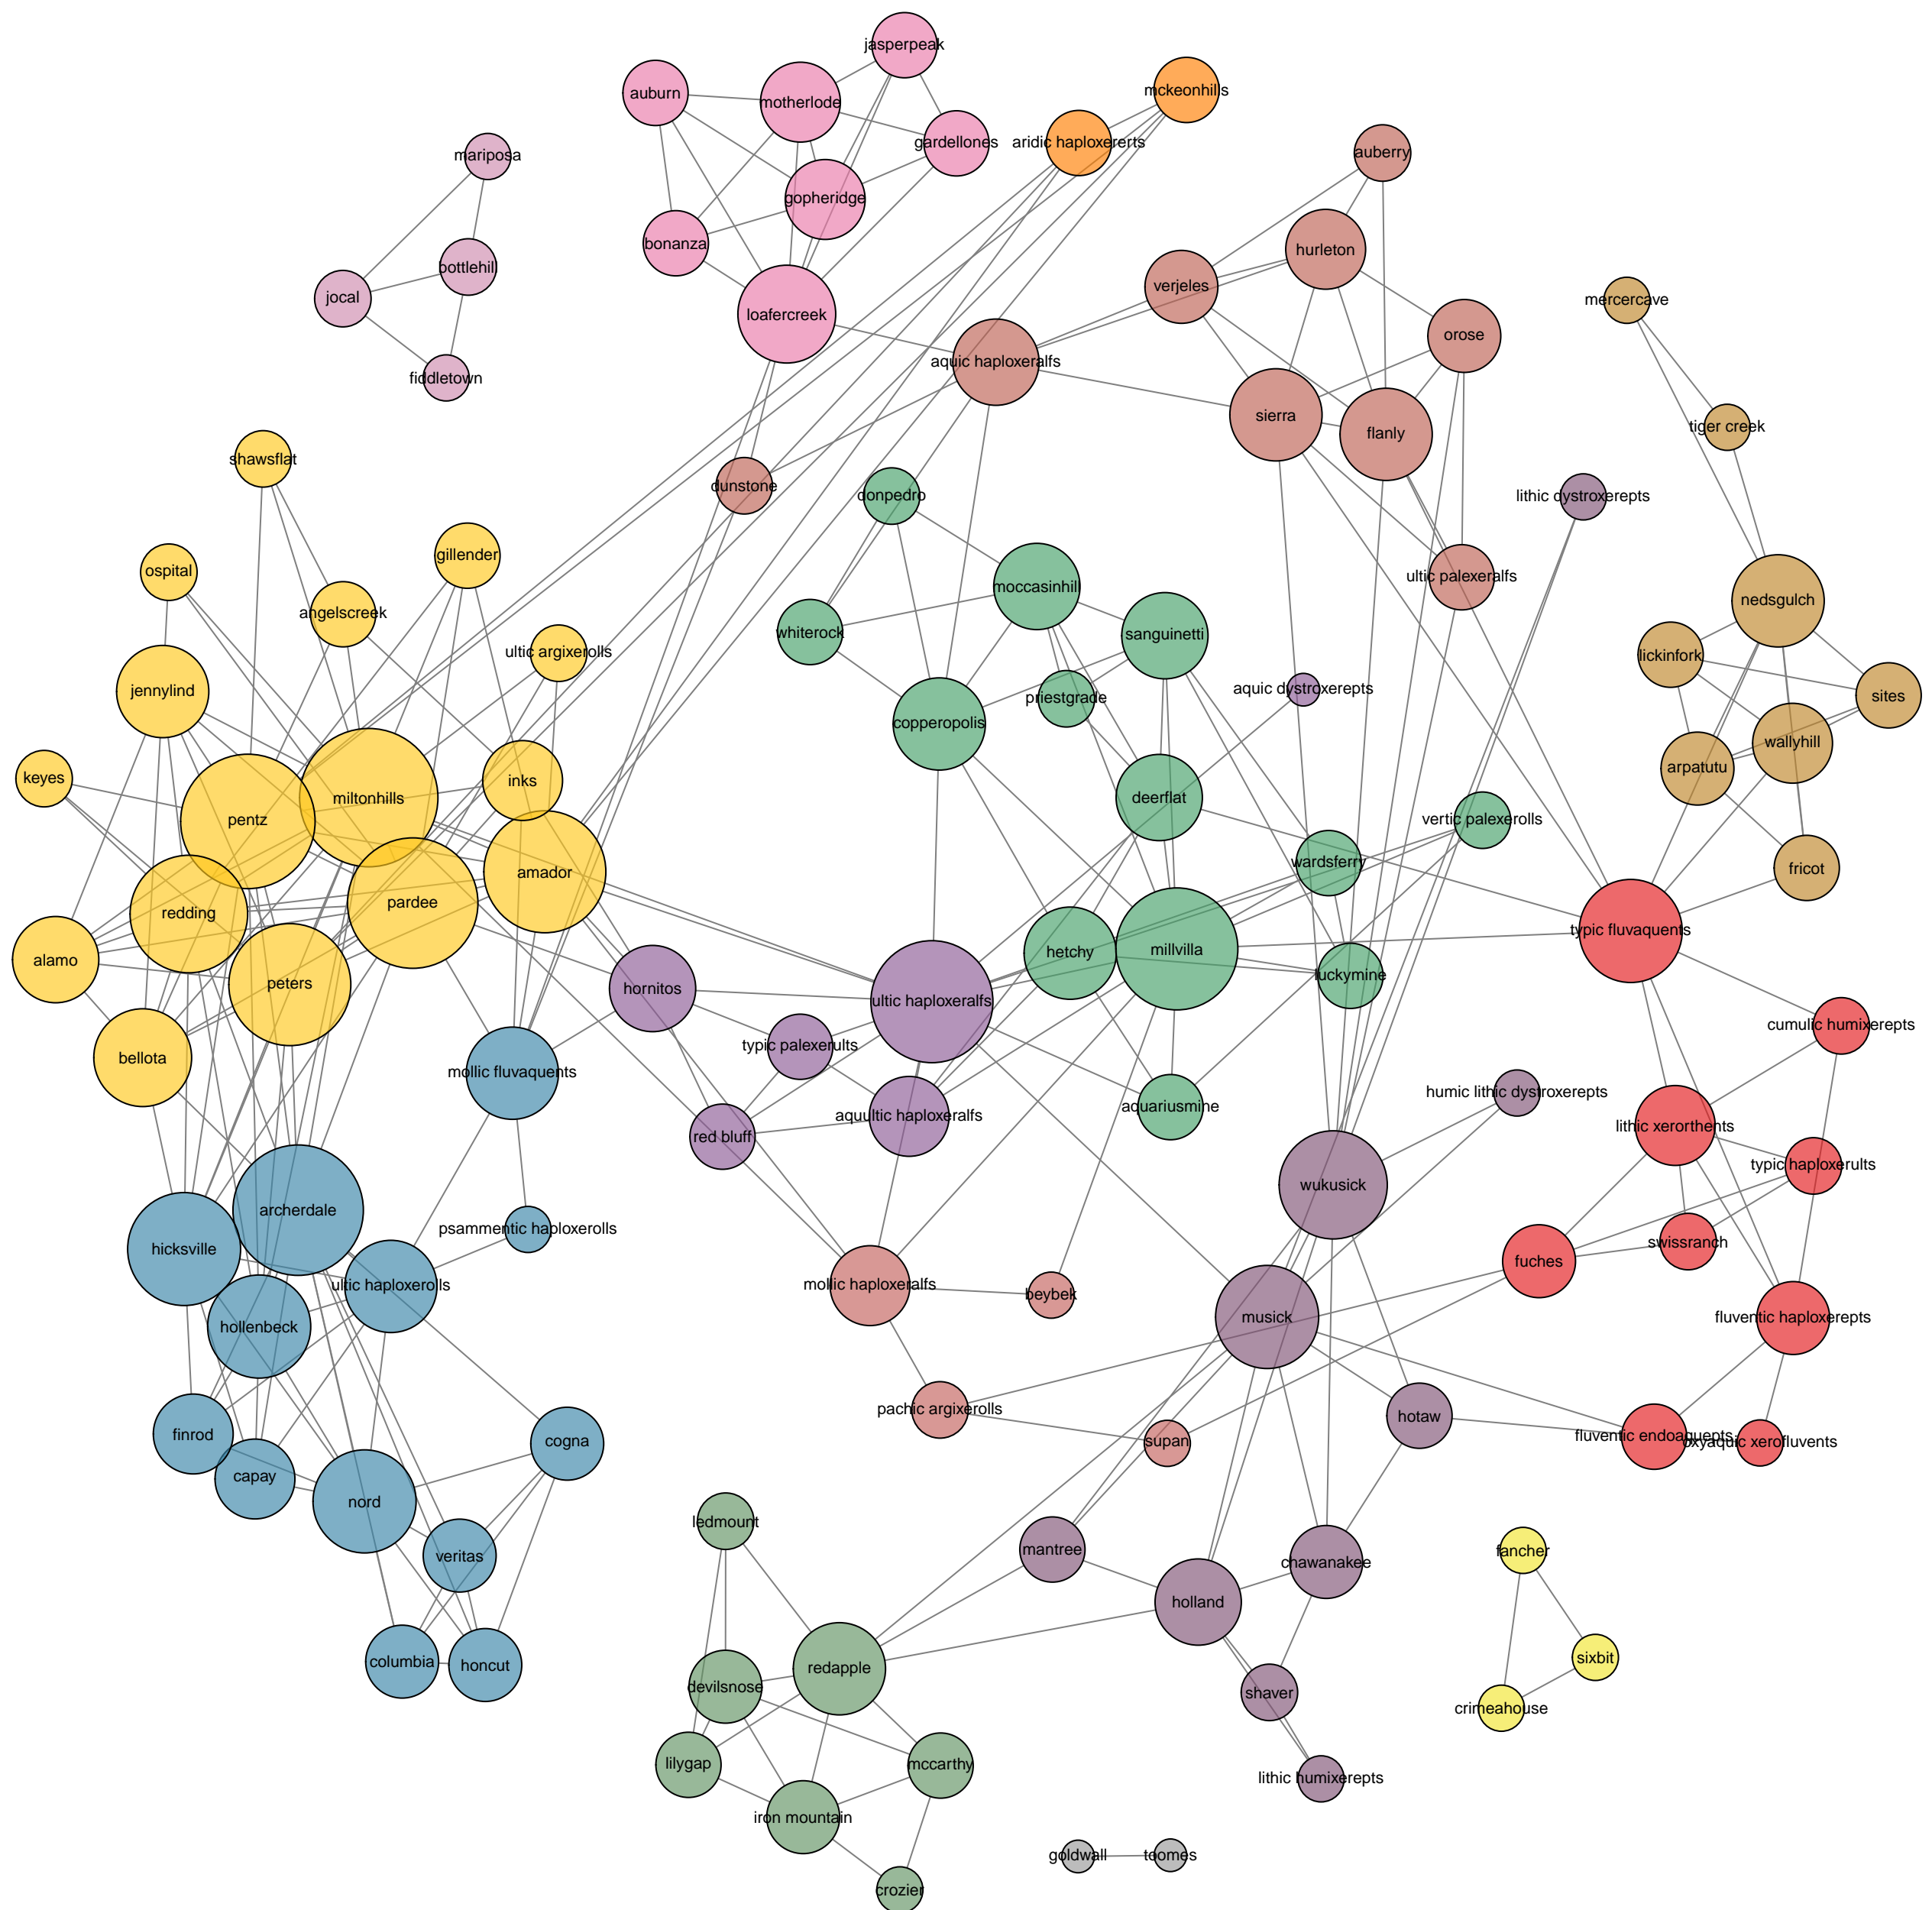 jasperpeak
auburn
motherlode
mckeonhills
gardellones
aridic haploxererts
mariposa
auberry
gopheridge
bonanza
bottlehill
hurleton
jocal
verjeles
mercercave
loafercreek
orose
aquic haploxeralfs
fiddletown
sierra
tiger creek
flanly
shawsflat
dunstone
donpedro
lithic dystroxerepts
gillender
ospital
ultic palexeralfs
moccasinhill
nedsgulch
angelscreek
whiterock
sanguinetti
ultic argixerolls
lickinfork
jennylind
aquic dystroxerepts
priestgrade
sites
copperopolis
wallyhill
arpatutu
keyes
inks
miltonhills
deerflat
pentz
vertic palexerolls
wardsferry
fricot
amador
pardee
redding
typic fluvaquents
millvilla
hetchy
alamo
luckymine
peters
hornitos
ultic haploxeralfs
cumulic humixerepts
typic palexerults
bellota
mollic fluvaquents
humic lithic dystroxerepts
aquariusmine
aquultic haploxeralfs
lithic xerorthents
red bluff
typic haploxerults
wukusick
archerdale
psammentic haploxerolls
swissranch
hicksville
fuches
ultic haploxerolls
mollic haploxeralfs
beybek
musick
fluventic haploxerepts
hollenbeck
pachic argixerolls
hotaw
finrod
cogna
supan
fluventic endoaquepts
oxyaquic xerofluvents
capay
nord
ledmount
mantree
fancher
veritas
chawanakee
holland
sixbit
columbia
honcut
redapple
devilsnose
shaver
crimeahouse
lilygap
mccarthy
lithic humixerepts
iron mountain
goldwall
toomes
crozier